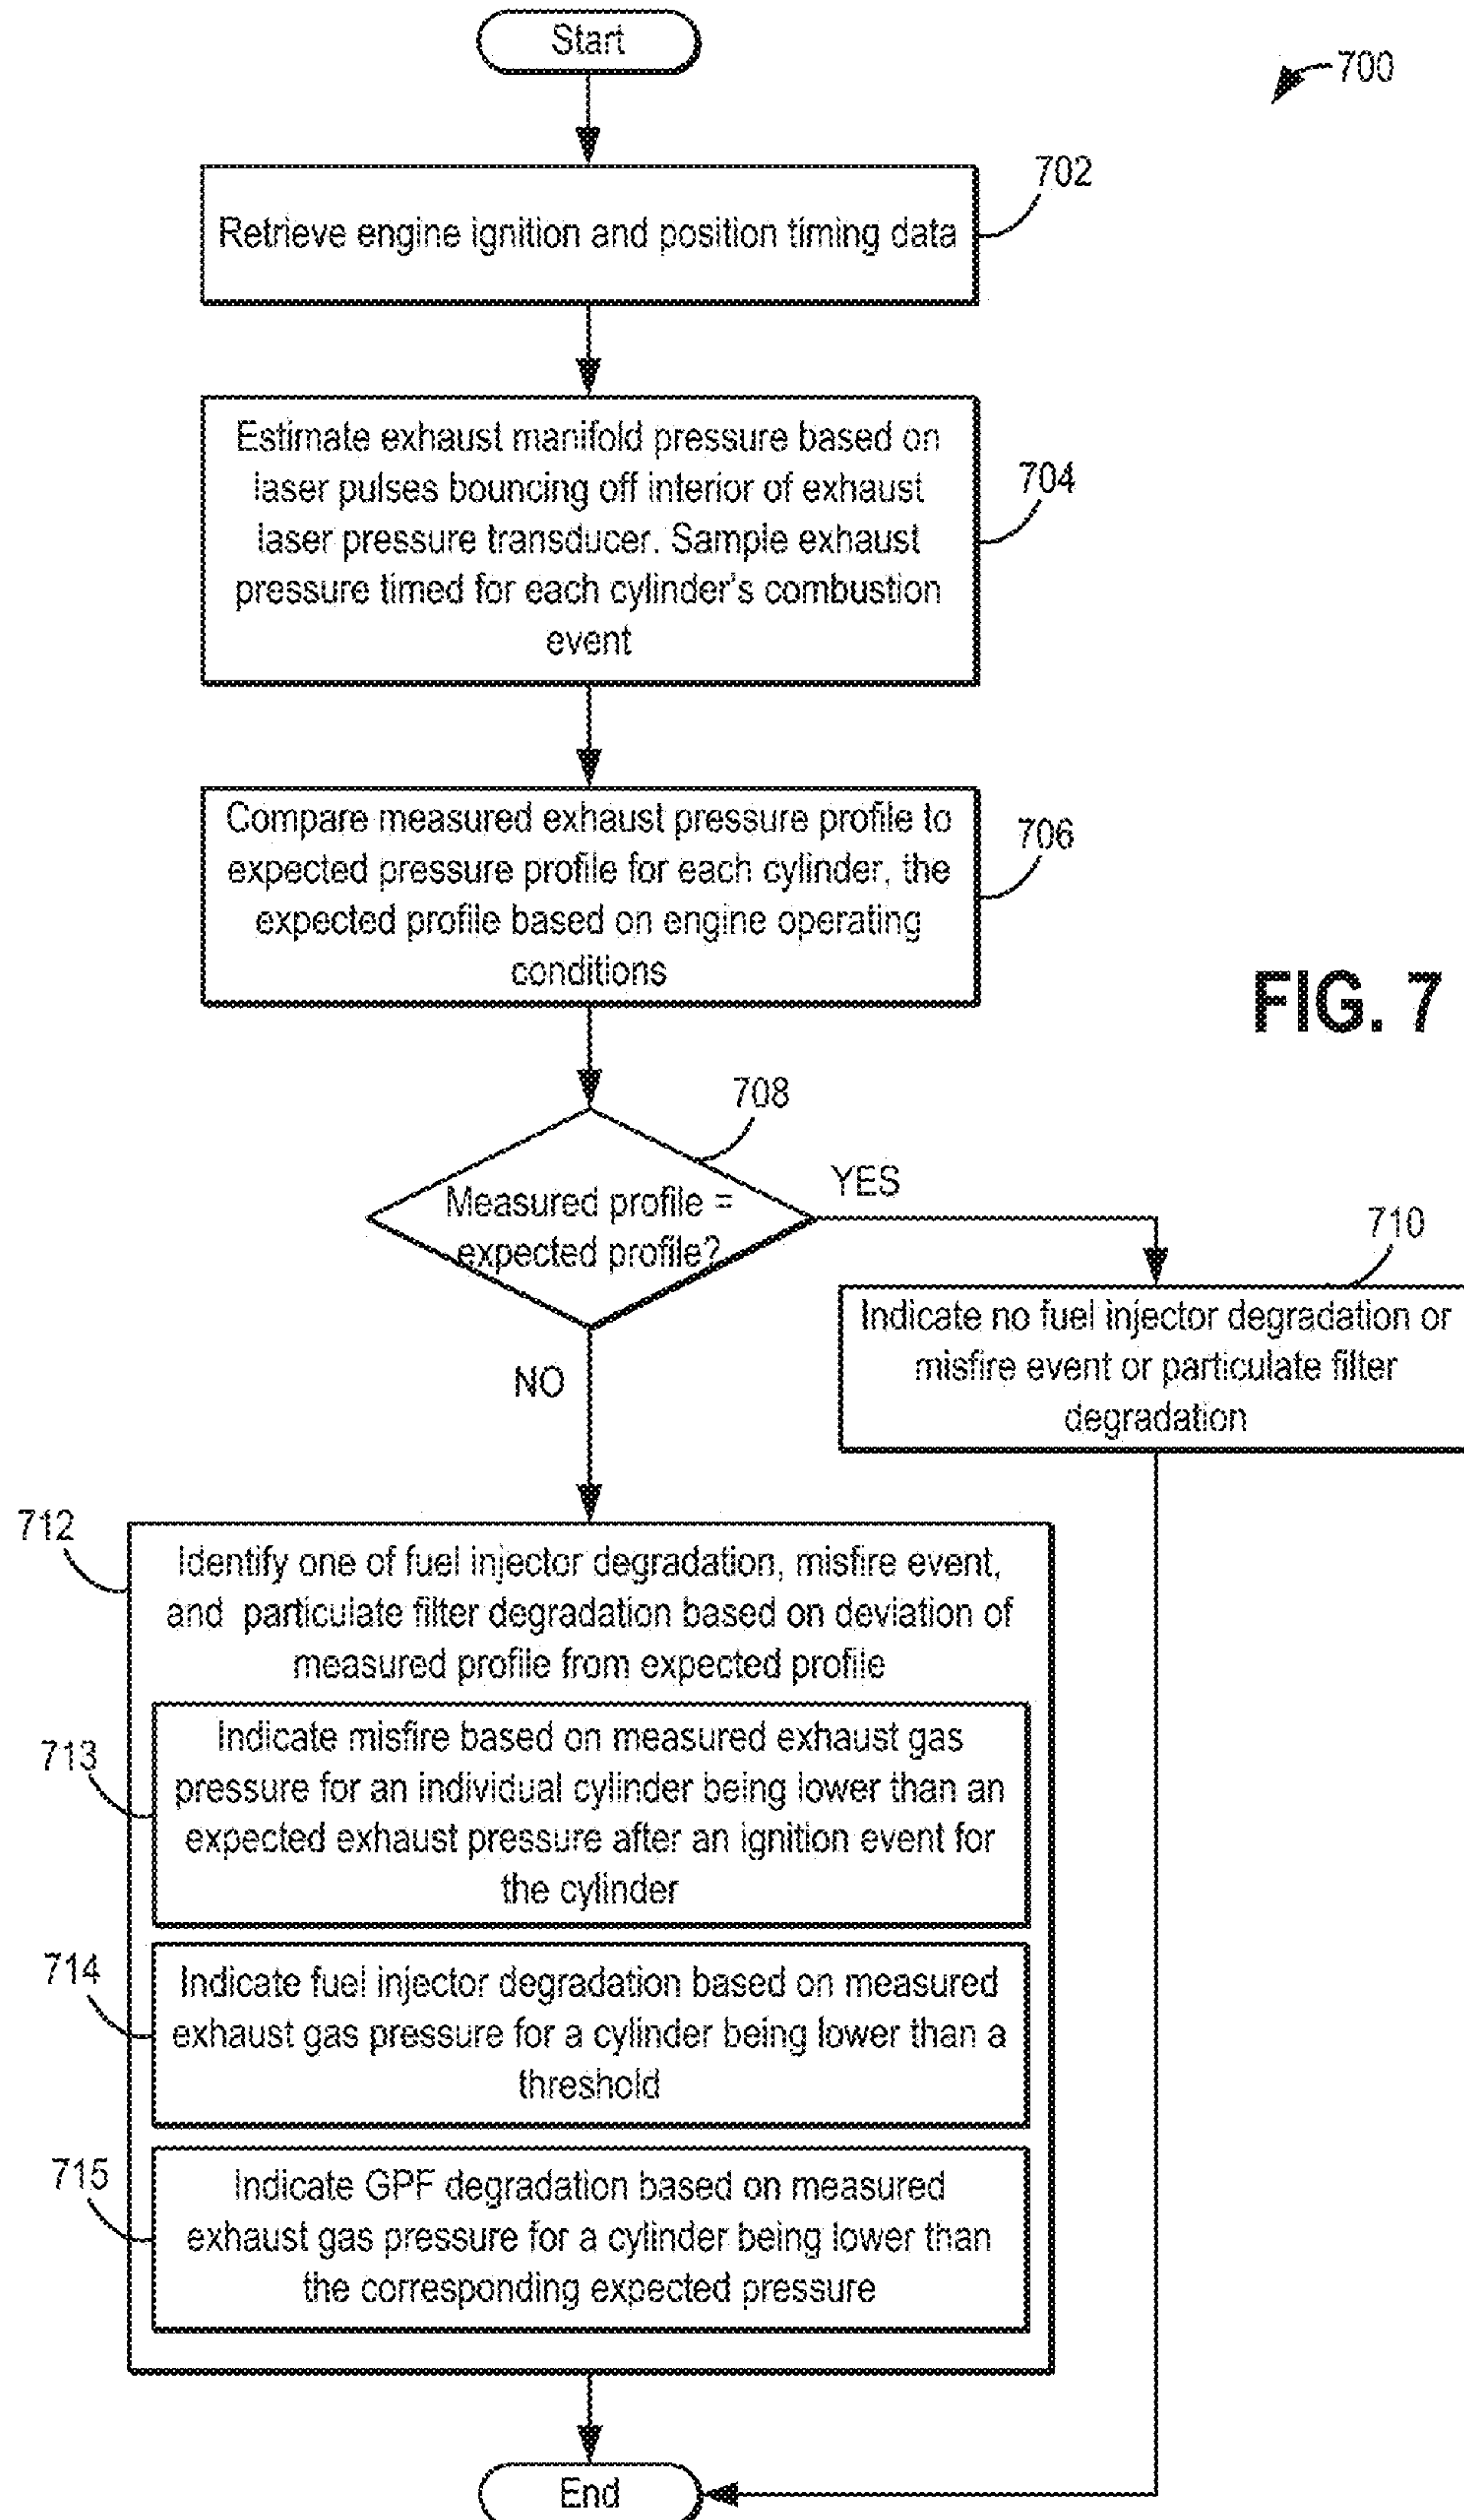 Start
700
702
Retrieve engine ignition and position timing data
Estimate exhaust manifold pressure based on
laser pulses bouncing off interior of exhaust
laser pressure transducer. Sample exhaust
pressure timed for each cylinder's combustion
event
704
Compare measured exhaust pressure profile to
expected pressure profile for each cylinder, the
expected profile based on engine operating
conditions
706
FIG. 7
708
Measured profile =
expected profile?
YES
710
Indicate no fuel injector degradation or
misfire event or particulate filter
degradation
NO
712
Identify one of fuel injector degradation, misfire event,
and particulate filter degradation based on deviation of
measured profile from expected profile
713
Indicate misfire based on measured exhaust gas
pressure for an individual cylinder being lower than an
expected exhaust pressure after an ignition event for
the cylinder
714
Indicate fuel injector degradation based on measured
exhaust gas pressure for a cylinder being lower than a
threshold
715
Indicate GPF degradation based on measured
exhaust gas pressure for a cylinder being lower than
the corresponding expected pressure
End